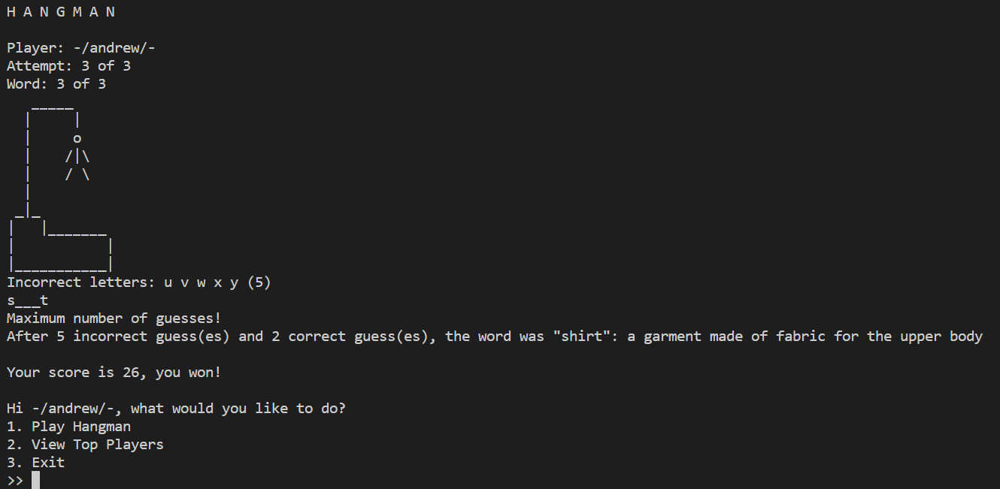 H A N G M A N
Player: -/andrew/-
Attempt: 3 of 3
Word: 3 of 3
   _____
  |     |
  |     o
  |    /|\
  |    / \
  |
 _|_
|   |_______
|           |
|___________|
Incorrect letters: u v w x y (5)
s___t
Maximum number of guesses!
After 5 incorrect guess(es) and 2 correct guess(es), the word was "shirt": a garment made of fabric for the upper body
Your score is 26, you won!
Hi -/andrew/-, what would you like to do?
1. Play Hangman
2. View Top Players
3. Exit
>>